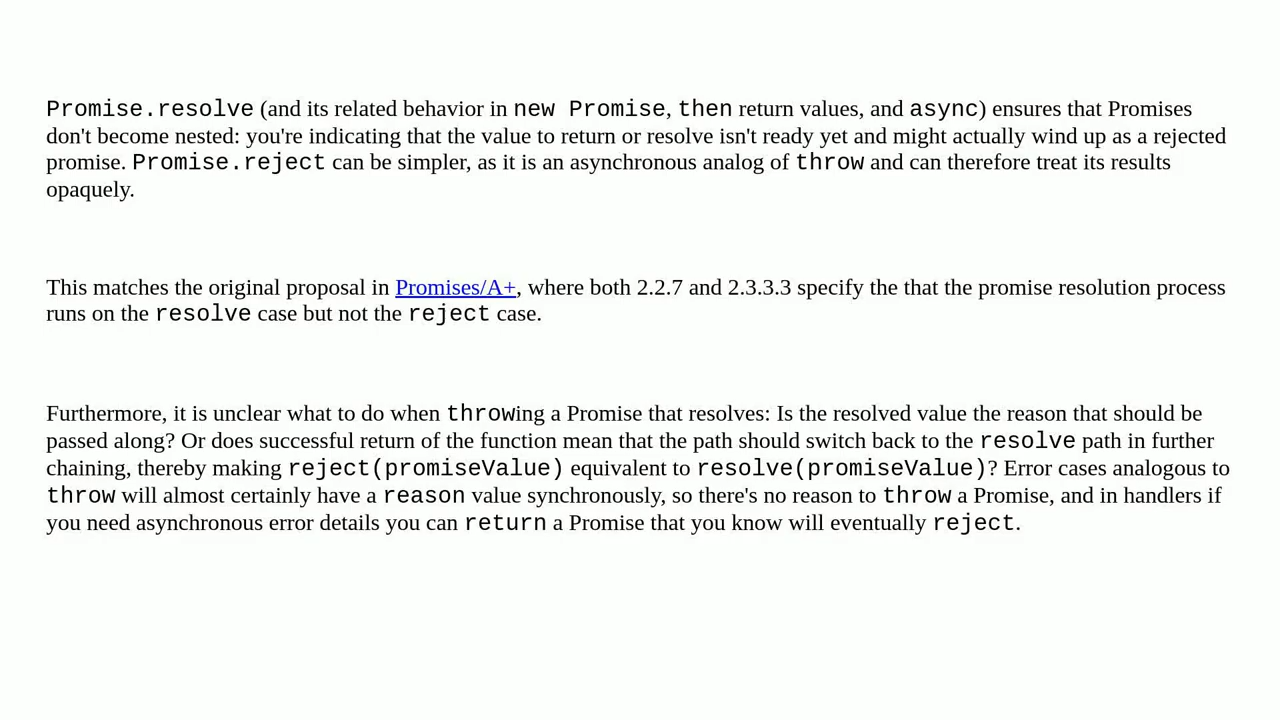 Promise.resolve (and its related behavior in new Promise, then return values, and async) ensures that Promises
don't become nested: you're indicating that the value to return or resolve isn't ready yet and might actually wind up as a rejected
promise. Promise.reject can be simpler, as it is an asynchronous analog of throw and can therefore treat its results
opaquely.
This matches the original proposal in Promises/A+, where both 2.2.7 and 2.3.3.3 specify the that the promise resolution process
runs on the resolve case but not the reject case.
Furthermore, it is unclear what to do when throwing a Promise that resolves: Is the resolved value the reason that should be
passed along? Or does successful return of the function mean that the path should switch back to the resolve path in further
chaining, thereby making reject(promiseValue) equivalent to resolve(promiseValue)? Error cases analogous to
throw will almost certainly have a reason value synchronously, so there's no reason to throw a Promise, and in handlers if
you need asynchronous error details you can return a Promise that you know will eventually reject.